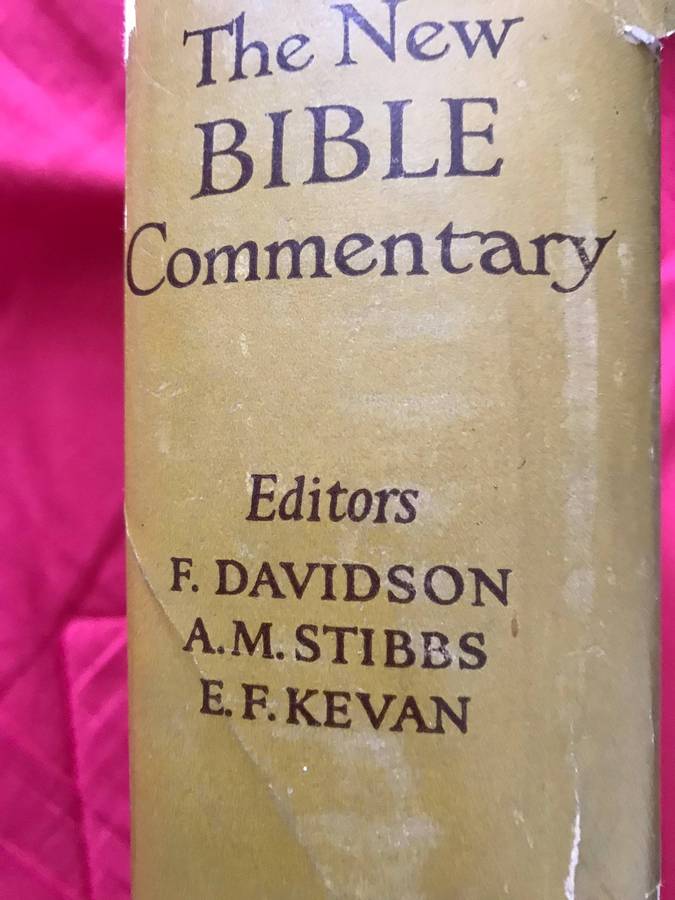 The New
BIBLE
Commentary
Editors
F. DAVIDSON
A.M. STIBBS
E. F. KEVAN